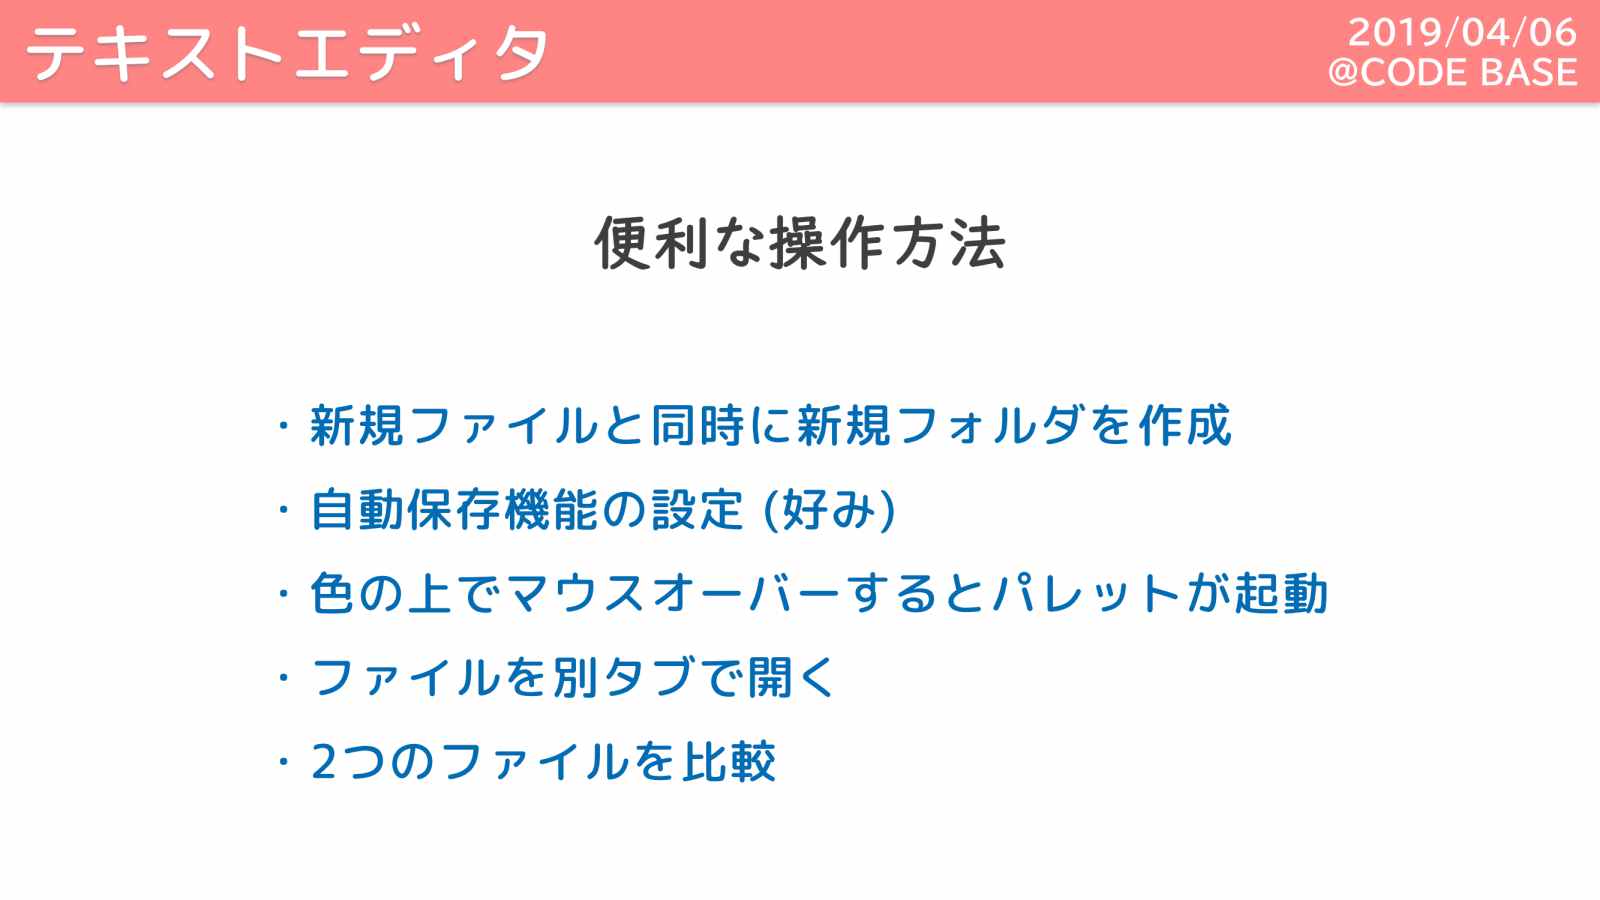 テキストエディタ
2019/04/06
@CODE BASE
便利な操作方法
・新規ファイルと同時に新規フォルダを作成
・自動保存機能の設定 (好み)
・色の上でマウスオーバーするとパレットが起動
・ファイルを別タブで開く
・2つのファイルを比較